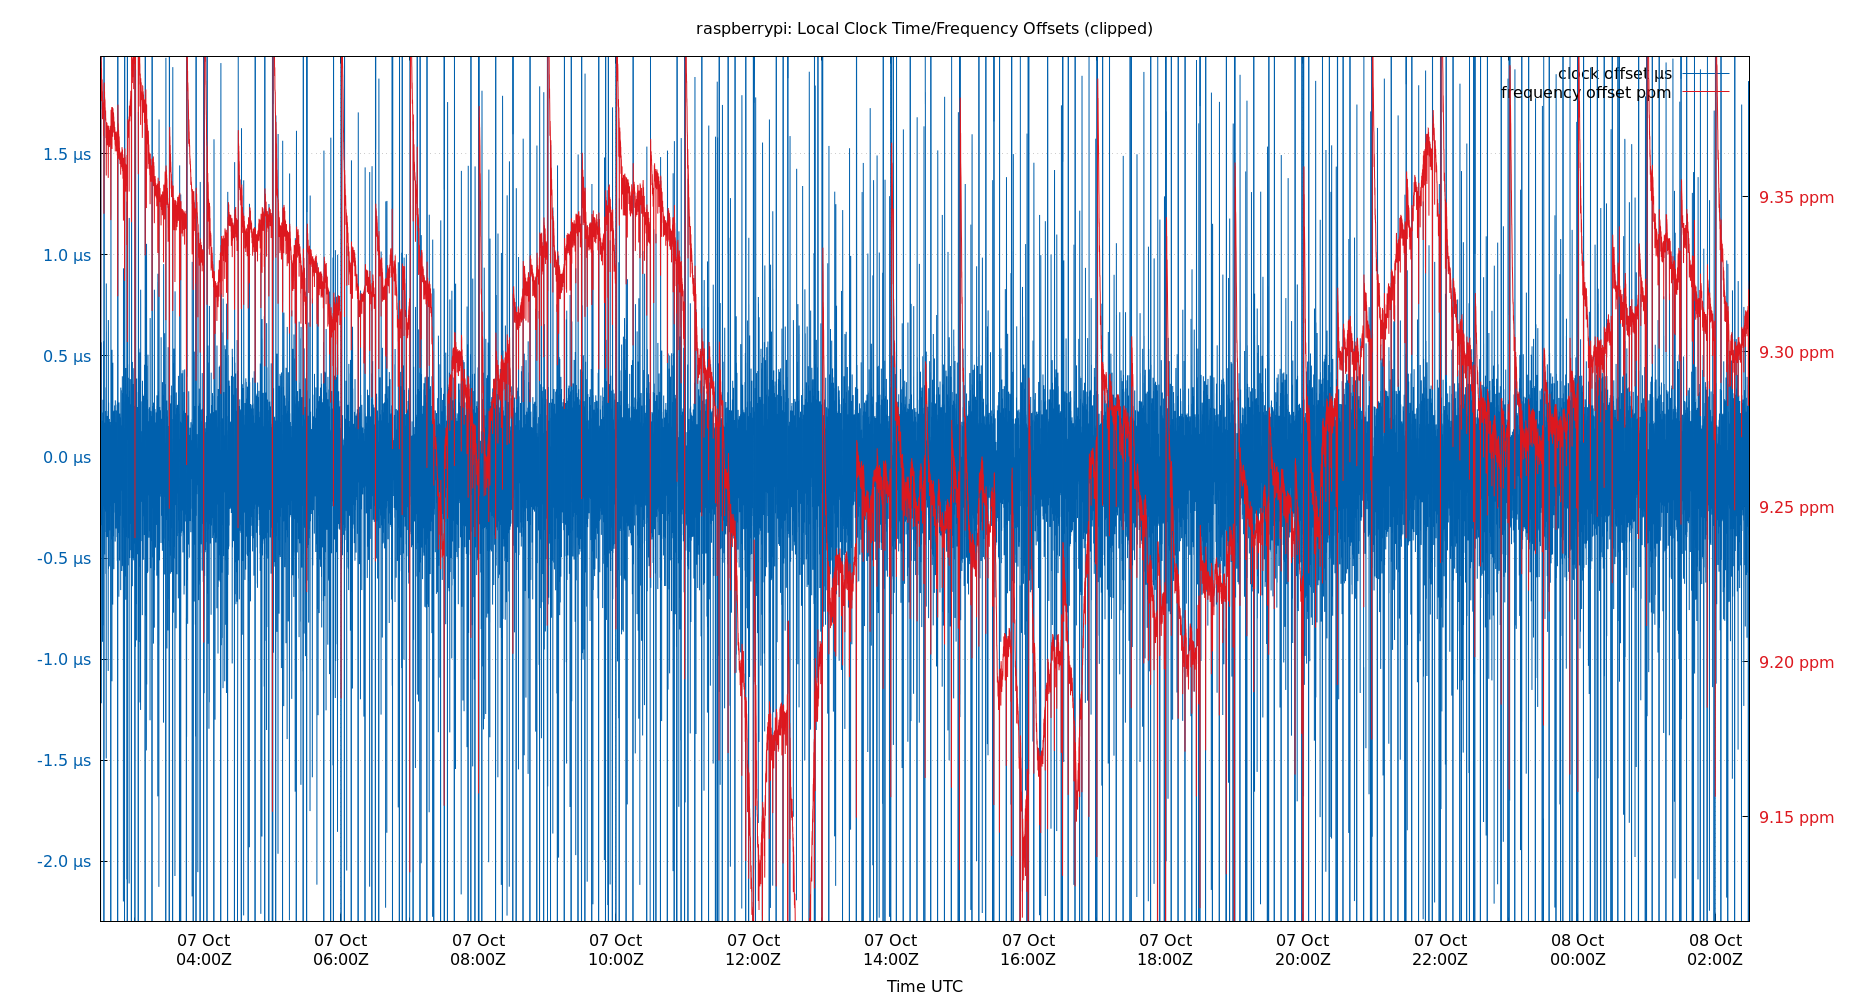 raspberrypi: Local Clock Time/Frequency Offsets (clipped)
clock offset µs
frequency offset ppm
1.5 µs
1.0 µs
0.5 µs
0.0 µs
-0.5 µs
-1.0 µs
-1.5 µs
-2.0 µs
9.35 ppm
9.30 ppm
9.25 ppm
9.20 ppm
9.15 ppm
07 Oct 07 Oct 07 Oct 07 Oct 07 Oct 07 Oct 07 Oct 07 Oct 07 Oct 07 Oct 08 Oct 08 Oct
04:00Z 06:00Z 08:00Z 10:00Z 12:00Z 14:00Z 16:00Z 18:00Z 20:00Z 22:00Z 00:00Z 02:00Z
Time UTC